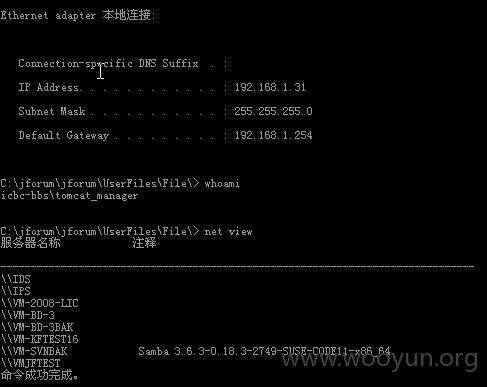 Ethernet adapter 本地连接:
Connection-specific DNS Suffix . :
IP Address. . . . . . . . . . . . : 192.168.1.31
Subnet Mask . . . . . . . . . . . : 255.255.255.0
Default Gateway . . . . . . . . . : 192.168.1.254
C:\jforum\jforum\UserFiles\File\> whoami
icbc-bbs\tomcat_manager
C:\jforum\jforum\UserFiles\File\> net view
服务器名称 注释
-------------------------------------------------------------------------------
\\IDS
\\IPS
\\VM-2008-LIC
\\VM-BD-3
\\VM-BD-3BAK
\\VM-KFTEST16
\\VM-SVNBAK Samba 3.6.3-0.18.3-2749-SUSE-CODE11-x86_64
\\VMJFTEST
命令成功完成。
www.wooyun.org